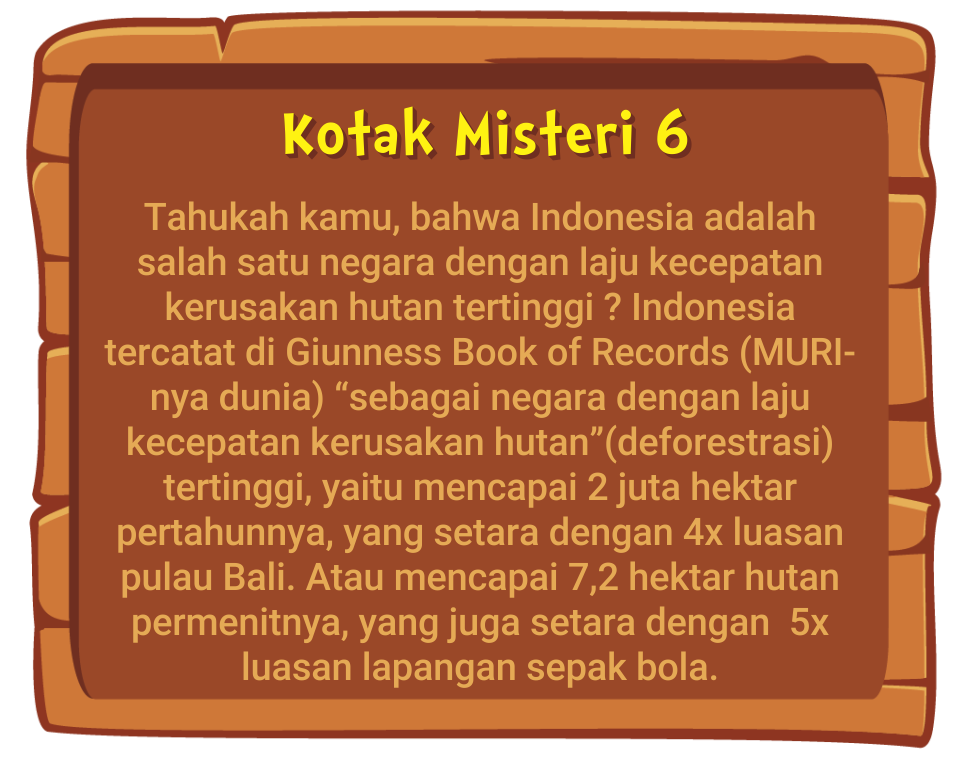 Kotak Misteri 6
Tahukah kamu, bahwa Indonesia adalah
salah satu negara dengan laju kecepatan
kerusakan hutan tertinggi ? Indonesia
tercatat di Giunness Book of Records (MURI-
nya dunia) “sebagai negara dengan laju
kecepatan kerusakan hutan”(deforestrasi)
tertinggi, yaitu mencapai 2 juta hektar
pertahunnya, yang setara dengan 4x luasan
pulau Bali. Atau mencapai 7,2 hektar hutan
permenitnya, yang juga setara dengan  5x
luasan lapangan sepak bola.